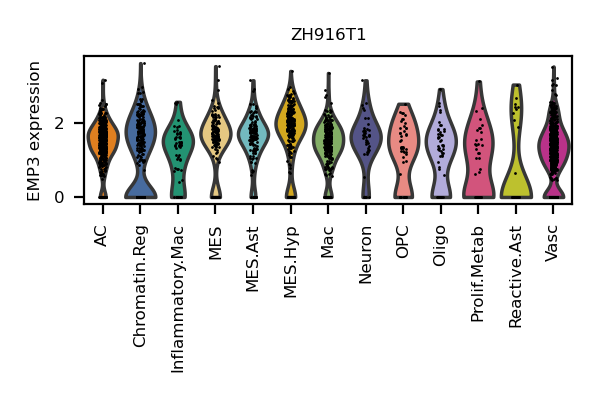 ZH916T1
EMP3 expression
2
0
AC
Chromatin.Reg
Inflammatory.Mac
MES
MES.Ast
MES.Hyp
Mac
Neuron
OPC
Oligo
Prolif.Metab
Reactive.Ast
Vasc